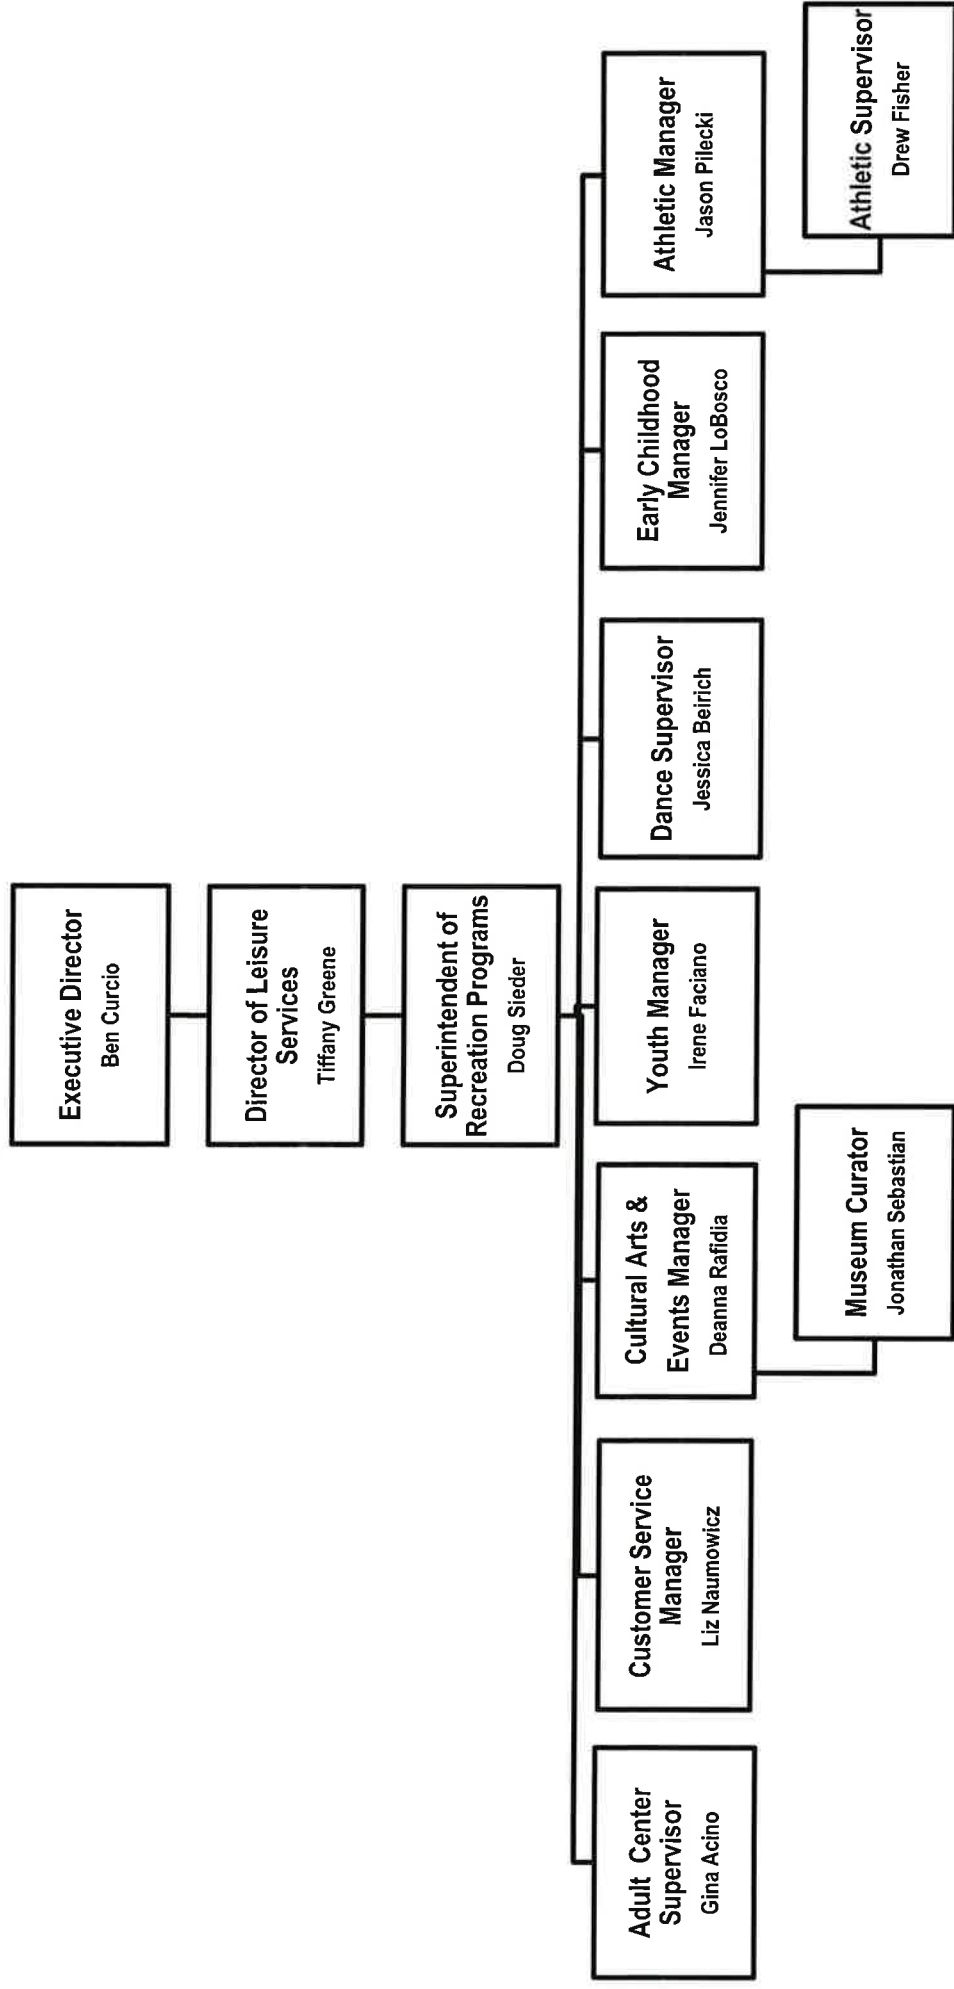 Executive Director
Ben Curcio
Director of Leisure
Services
Tiffany Greene
Superintendent of
Recreation Programs
Doug Sieder
Adult Center
Supervisor
Gina Acino
Customer Service
Manager
Liz Naumowicz
Cultural Arts &
Events Manager
Deanna Rafidia
Youth Manager
Irene Faciano
Dance Supervisor
Jessica Beirich
Early Childhood
Manager
Jennifer LoBosco
Athletic Manager
Jason Pilecki
Museum Curator
Jonathan Sebastian
Athletic Supervisor
Drew Fisher